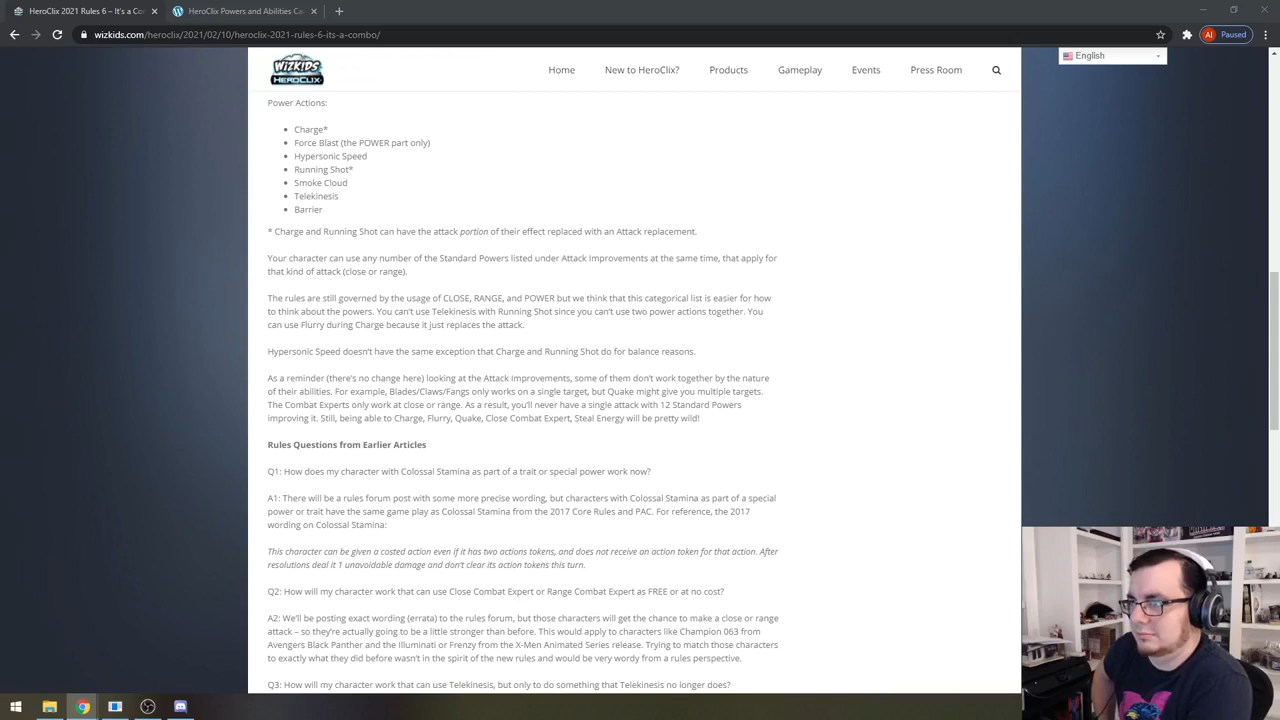 HeroClix 2021 Rules 6 – It's a Co
HeroClix Powers and
wizkids.com/heroclix/2021/02/10/heroclix-2021-rules-6-its-a-combo/
AI Paused
WIZKIDS
HEROCLIX
Home New to HeroClix? Products Gameplay Events Press Room
English
Power Actions:
• Charge*
• Force Blast (the POWER part only)
• Hypersonic Speed
• Running Shot*
• Smoke Cloud
• Telekinesis
• Barrier
* Charge and Running Shot can have the attack portion of their effect replaced with an Attack replacement.
Your character can use any number of the Standard Powers listed under Attack Improvements at the same time, that apply for
that kind of attack (close or range).
The rules are still governed by the usage of CLOSE, RANGE, and POWER but we think that this categorical list is easier for how
to think about the powers. You can't use Telekinesis with Running Shot since you can't use two power actions together. You
can use Flurry during Charge because it just replaces the attack.
Hypersonic Speed doesn't have the same exception that Charge and Running Shot do for balance reasons.
As a reminder (there's no change here) looking at the Attack Improvements, some of them don't work together by the nature
of their abilities. For example, Blades/Claws/Fangs only works on a single target, but Quake might give you multiple targets.
The Combat Experts only work at close or range. As a result, you'll never have a single attack with 12 Standard Powers
improving it. Still, being able to Charge, Flurry, Quake, Close Combat Expert, Steal Energy will be pretty wild!
Rules Questions from Earlier Articles
Q1: How does my character with Colossal Stamina as part of a trait or special power work now?
A1: There will be a rules forum post with some more precise wording, but characters with Colossal Stamina as part of a special
power or trait have the same game play as Colossal Stamina from the 2017 Core Rules and PAC. For reference, the 2017
wording on Colossal Stamina:
This character can be given a costed action even if it has two actions tokens, and does not receive an action token for that action. After
resolutions deal it 1 unavoidable damage and don't clear its action tokens this turn.
Q2: How will my character work that can use Close Combat Expert or Range Combat Expert as FREE or at no cost?
A2: We'll be posting exact wording (errata) to the rules forum, but those characters will get the chance to make a close or range
attack – so they're actually going to be a little stronger than before. This would apply to characters like Champion 063 from
Avengers Black Panther and the Illuminati or Frenzy from the X-Men Animated Series release. Trying to match those characters
to exactly what they did before wasn't in the spirit of the new rules and would be very wordy from a rules perspective.
Q3: How will my character work that can use Telekinesis, but only to do something that Telekinesis no longer does?